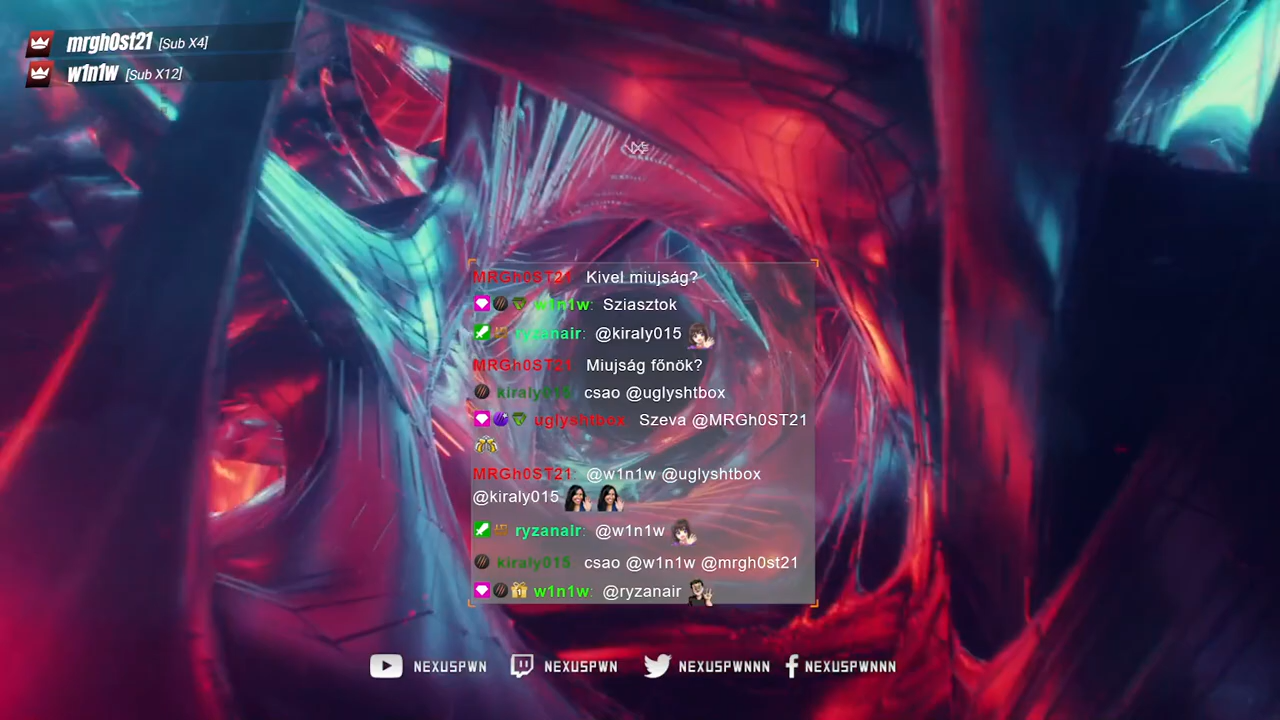 mrgh0st21 [Sub X4]
w1n1w [Sub X12]
MRGh0ST21 Kivel miujság?
w1n1w: Sziasztok
ryzanair: @kiraly015
MRGh0ST21 Miujság főnök?
kiraly015 csao @uglyshtbox
uglyshtbox Szeva @MRGh0ST21
MRGh0ST21: @w1n1w @uglyshtbox
@kiraly015
ryzanair: @w1n1w
kiraly015 csao @w1n1w @mrgh0st21
w1n1w: @ryzanair
NEXUSPWN NEXUSPWN NEXUSPWNNN NEXUSPWNNN